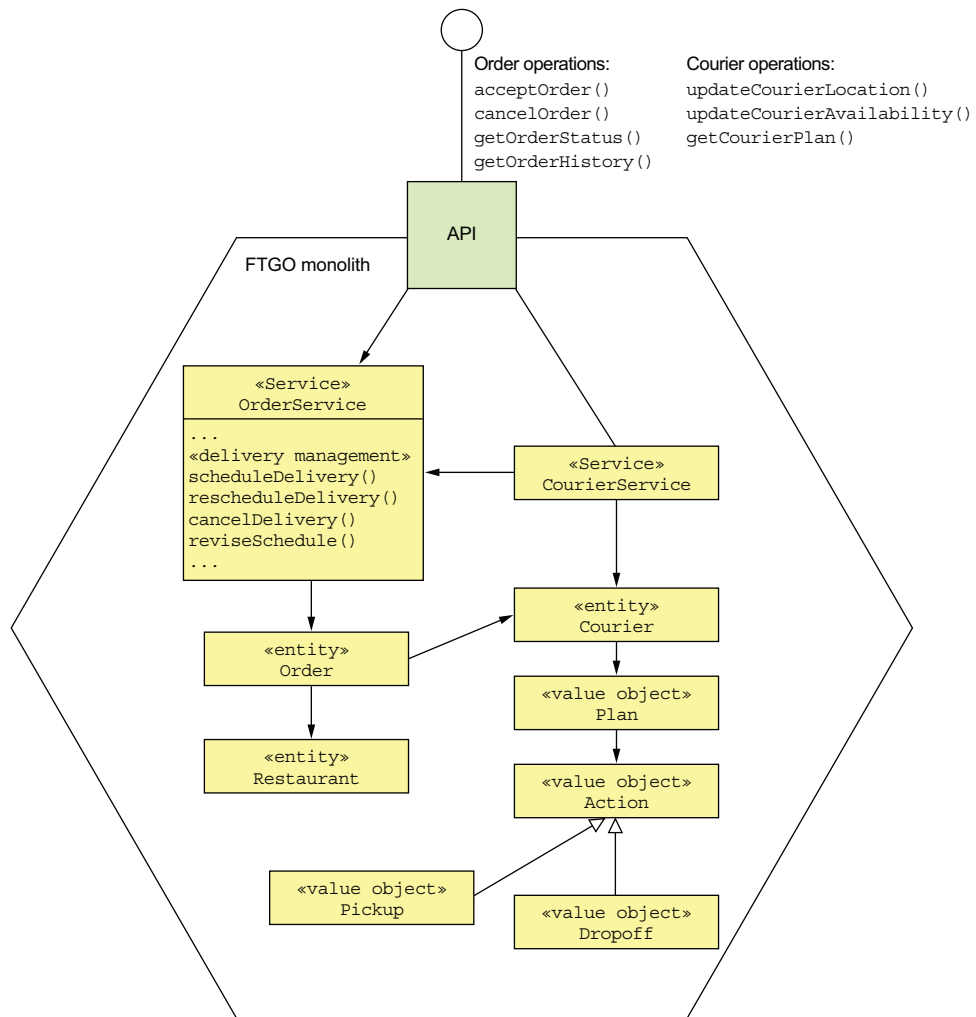 Order operations:
acceptOrder()
cancelOrder()
getOrderStatus()
getOrderHistory()
Courier operations:
updateCourierLocation()
updateCourierAvailability()
getCourierPlan()
API
FTGO monolith
«Service»
OrderService
...
«delivery management»
scheduleDelivery()
rescheduleDelivery()
cancelDelivery()
reviseSchedule()
...
«Service»
CourierService
«entity»
Order
«entity»
Courier
«value object»
Plan
«entity»
Restaurant
«value object»
Action
«value object»
Pickup
«value object»
Dropoff